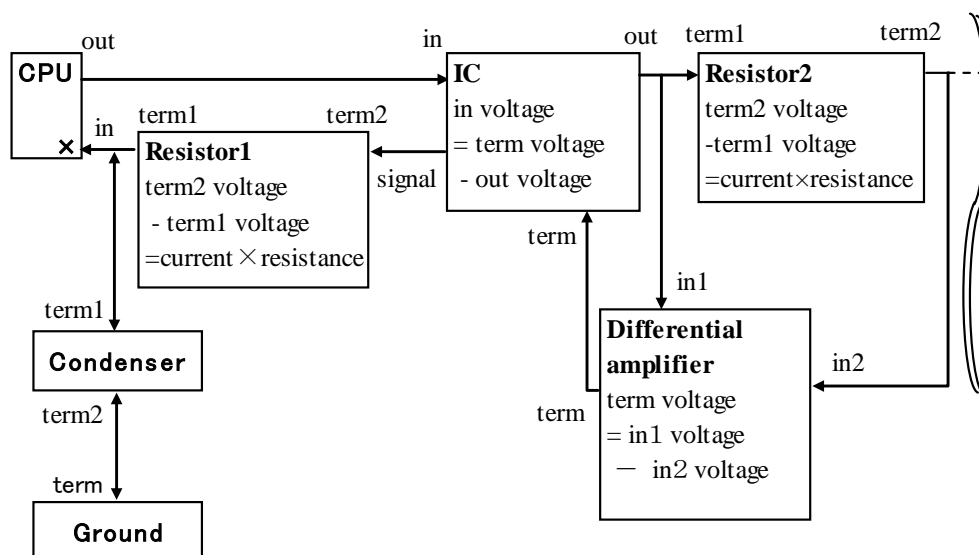 out
in
out
term1
term2
CPU
×
in
IC
in voltage
= term voltage
- out voltage
Resistor2
term2 voltage
-term1 voltage
=current×resistance
term1
term2
Resistor1
term2 voltage
- term1 voltage
=current×resistance
signal
term
in1
term1
Condenser
term2
term
Ground
Differential
amplifier
term voltage
= in1 voltage
－ in2 voltage
term
in2